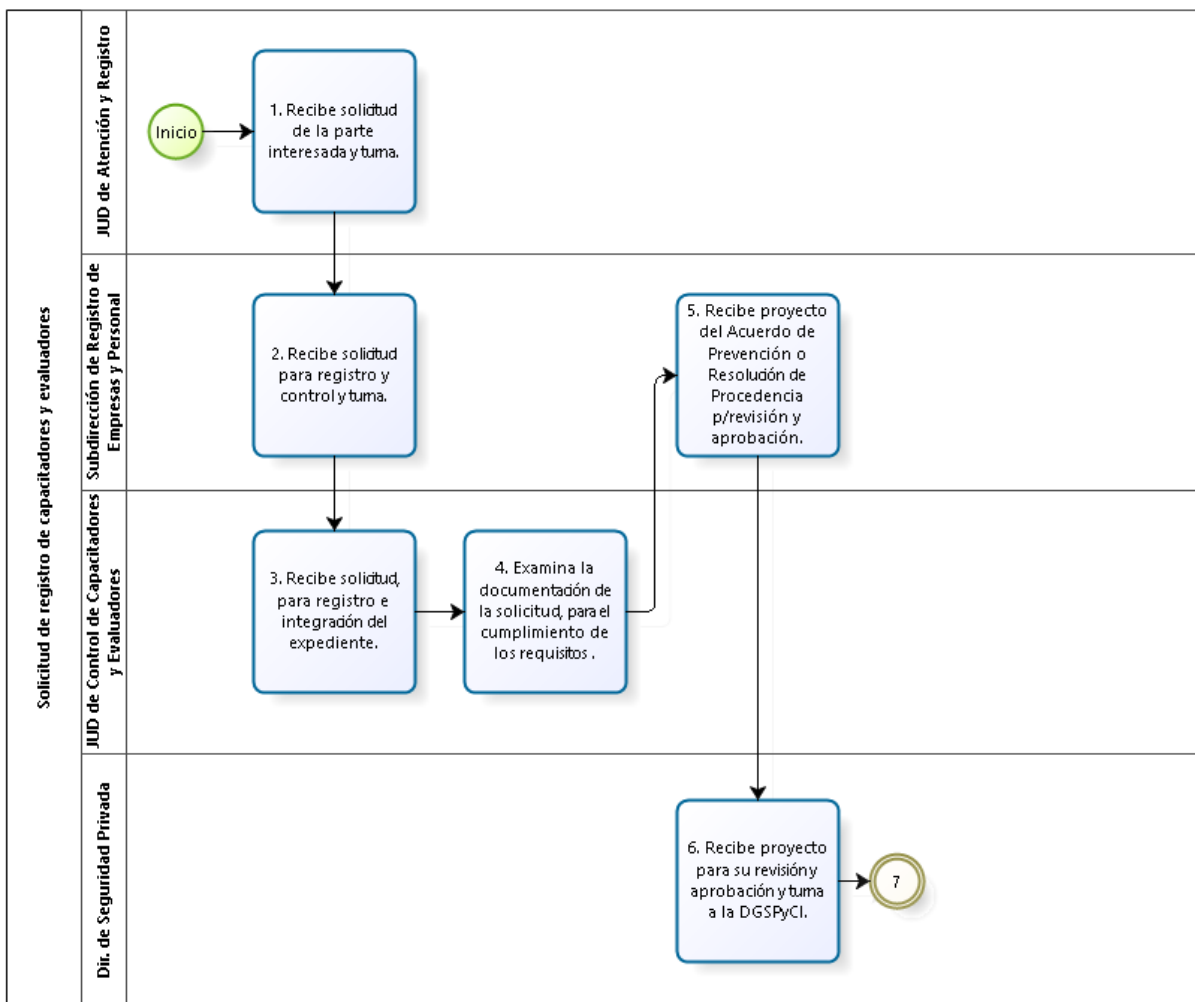 Solicitud de registro de capacitadores y evaluadores
JUD de Atención y Registro
Inicio
1. Recibe solicitud
de la parte
interesada y turna.
Subdirección de Registro de
Empresas y Personal
2. Recibe solicitud
para registro y
control y turna.
5. Recibe proyecto
del Acuerdo de
Prevención o
Resolución de
Procedencia
p/revisión y
aprobación.
JUD de Control de Capacitadores
y Evaluadores
3. Recibe solicitud,
para registro e
integración del
expediente.
4. Examina la
documentación de
la solicitud, para el
cumplimiento de
los requisitos .
Dir. de Seguridad Privada
6. Recibe proyecto
para su revisión y
aprobación y turna
a la DGSPyCI.
7